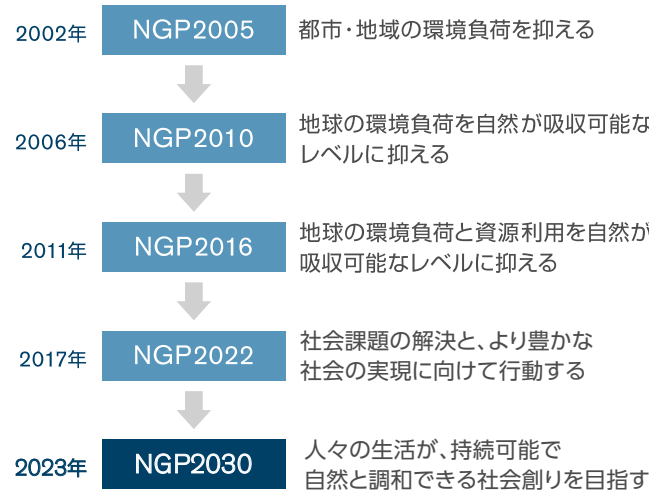 2002年 NGP2005 都市・地域の環境負荷を抑える
2006年 NGP2010 地球の環境負荷を自然が吸収可能な
レベルに抑える
2011年 NGP2016 地球の環境負荷と資源利用を自然が
吸収可能なレベルに抑える
2017年 NGP2022 社会課題の解決と、より豊かな
社会の実現に向けて行動する
2023年 NGP2030 人々の生活が、持続可能で
自然と調和できる社会創りを目指す